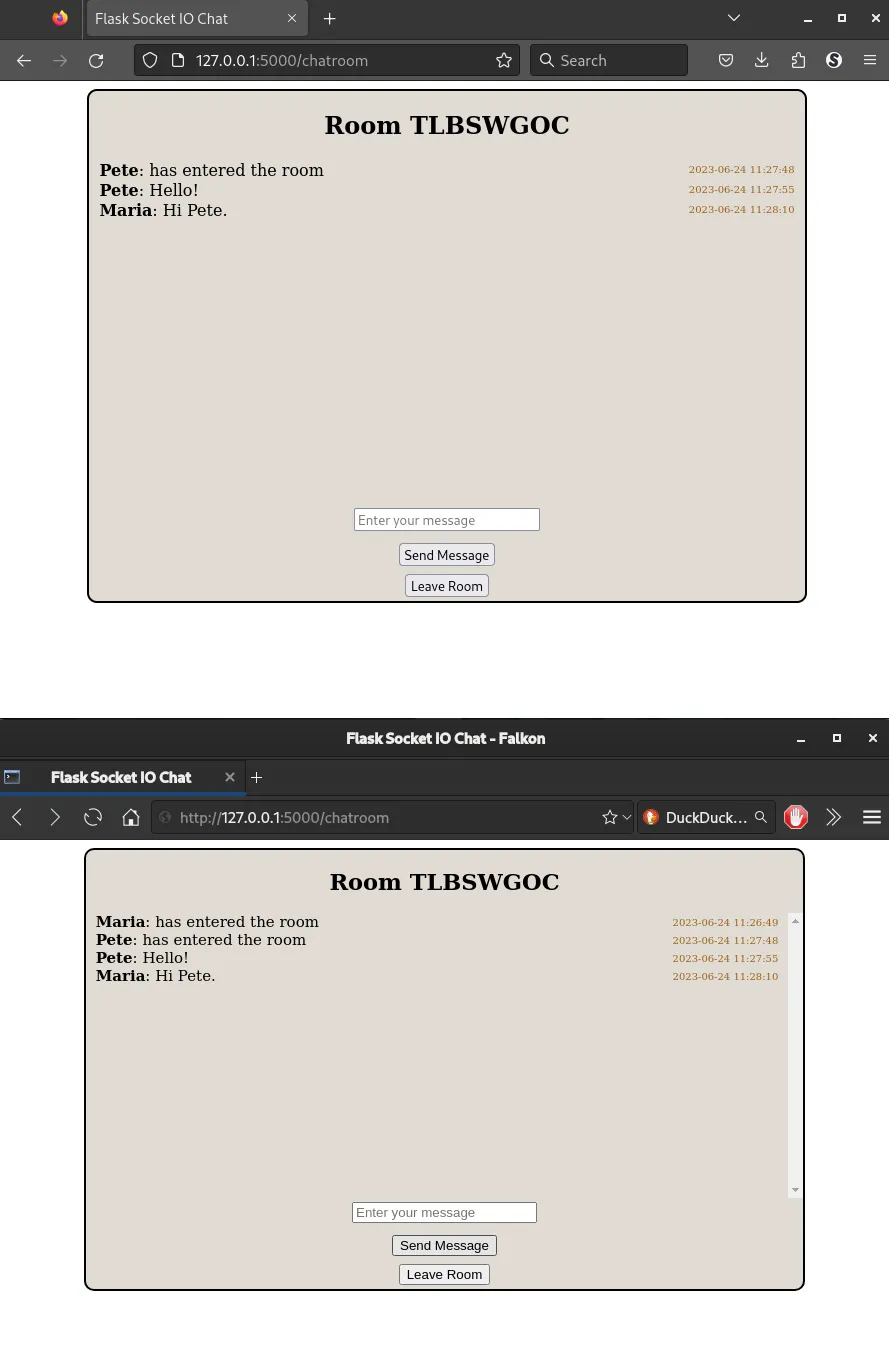 Flask Socket IO Chat
127.0.0.1:5000/chatroom Search
Room TLBSWGOC
Pete: has entered the room 2023-06-24 11:27:48
Pete: Hello! 2023-06-24 11:27:55
Maria: Hi Pete. 2023-06-24 11:28:10
Enter your message
Send Message
Leave Room
Flask Socket IO Chat - Falkon
Flask Socket IO Chat
http://127.0.0.1:5000/chatroom DuckDuck...
Room TLBSWGOC
Maria: has entered the room 2023-06-24 11:26:49
Pete: has entered the room 2023-06-24 11:27:48
Pete: Hello! 2023-06-24 11:27:55
Maria: Hi Pete. 2023-06-24 11:28:10
Enter your message
Send Message
Leave Room